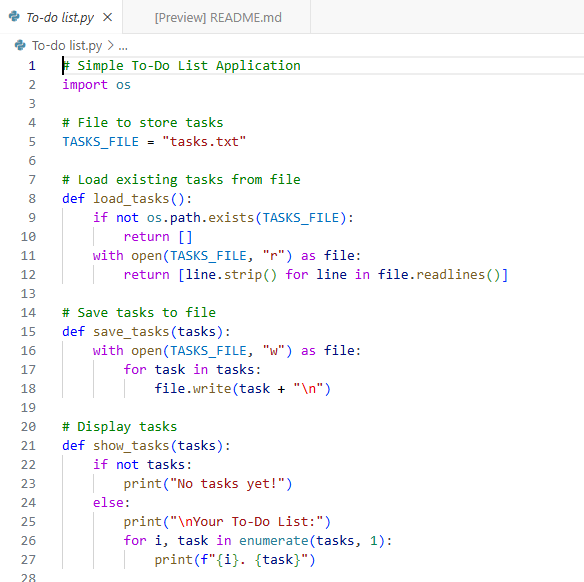 To-do list.py
[Preview] README.md
To-do list.py > ...
1 # Simple To-Do List Application
2 import os
3
4 # File to store tasks
5 TASKS_FILE = "tasks.txt"
6
7 # Load existing tasks from file
8 def load_tasks():
9     if not os.path.exists(TASKS_FILE):
10         return []
11     with open(TASKS_FILE, "r") as file:
12         return [line.strip() for line in file.readlines()]
13
14 # Save tasks to file
15 def save_tasks(tasks):
16     with open(TASKS_FILE, "w") as file:
17         for task in tasks:
18             file.write(task + "\n")
19
20 # Display tasks
21 def show_tasks(tasks):
22     if not tasks:
23         print("No tasks yet!")
24     else:
25         print("\nYour To-Do List:")
26         for i, task in enumerate(tasks, 1):
27             print(f"{i}. {task}")
28